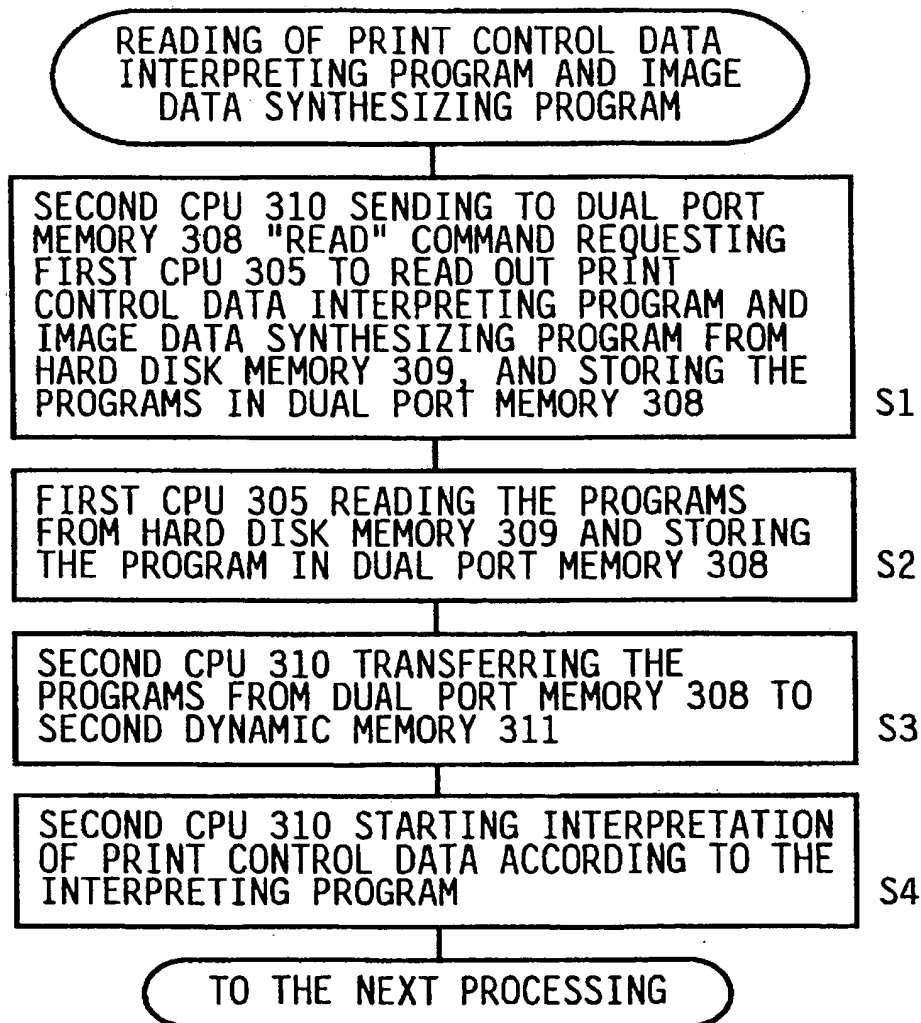 READING OF PRINT CONTROL DATA
INTERPRETING PROGRAM AND IMAGE
DATA SYNTHESIZING PROGRAM
SECOND CPU 310 SENDING TO DUAL PORT
MEMORY 308 "READ" COMMAND REQUESTING
FIRST CPU 305 TO READ OUT PRINT
CONTROL DATA INTERPRETING PROGRAM AND
IMAGE DATA SYNTHESIZING PROGRAM FROM
HARD DISK MEMORY 309, AND STORING THE
PROGRAMS IN DUAL PORT MEMORY 308
S1
FIRST CPU 305 READING THE PROGRAMS
FROM HARD DISK MEMORY 309 AND STORING
THE PROGRAM IN DUAL PORT MEMORY 308
S2
SECOND CPU 310 TRANSFERRING THE
PROGRAMS FROM DUAL PORT MEMORY 308 TO
SECOND DYNAMIC MEMORY 311
S3
SECOND CPU 310 STARTING INTERPRETATION
OF PRINT CONTROL DATA ACCORDING TO THE
INTERPRETING PROGRAM
S4
TO THE NEXT PROCESSING